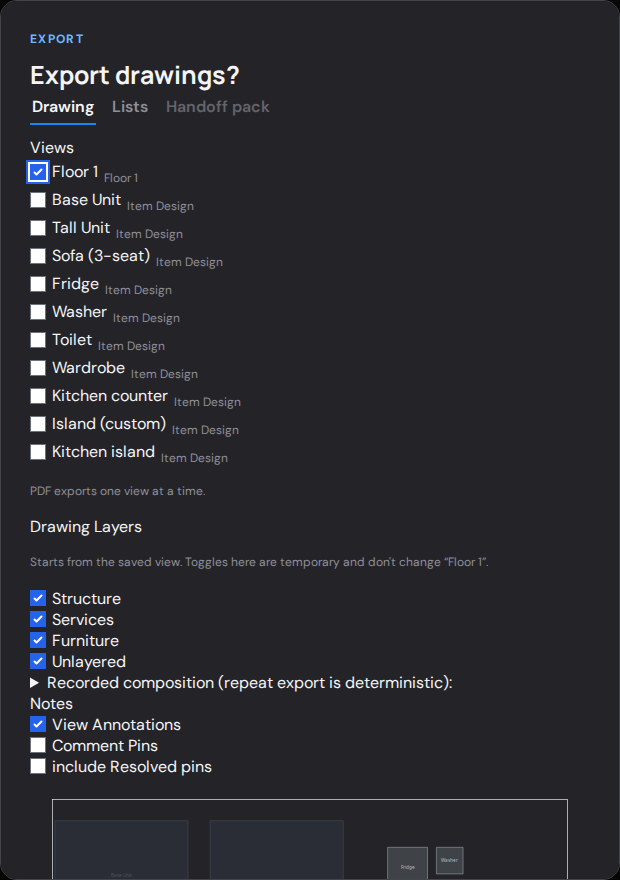 EXPORT
Export drawings?
Drawing Lists Handoff pack
Views
Floor 1 Floor 1
Base Unit Item Design
Tall Unit Item Design
Sofa (3-seat) Item Design
Fridge Item Design
Washer Item Design
Toilet Item Design
Wardrobe Item Design
Kitchen counter Item Design
Island (custom) Item Design
Kitchen island Item Design
PDF exports one view at a time.
Drawing Layers
Starts from the saved view. Toggles here are temporary and don't change “Floor 1”.
Structure
Services
Furniture
Unlayered
Recorded composition (repeat export is deterministic):
Notes
View Annotations
Comment Pins
include Resolved pins
Washer
Fridge